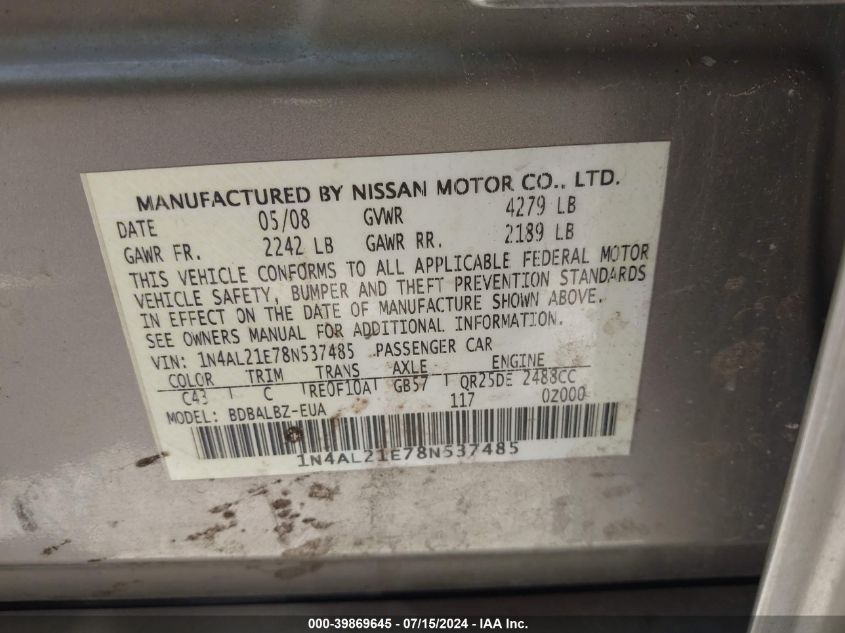 MANUFACTURED BY NISSAN MOTOR CO., LTD.
DATE 05/08 GVWR 4279 LB
GAWR FR. 2242 LB GAWR RR. 2189 LB
THIS VEHICLE CONFORMS TO ALL APPLICABLE FEDERAL MOTOR
VEHICLE SAFETY, BUMPER AND THEFT PREVENTION STANDARDS
IN EFFECT ON THE DATE OF MANUFACTURE SHOWN ABOVE.
SEE OWNERS MANUAL FOR ADDITIONAL INFORMATION.
VIN: 1N4AL21E78N537485 PASSENGER CAR
COLOR TRIM TRANS AXLE ENGINE
C43 C RE0F10A GB57 QR25DE 2488CC
MODEL: BDBALBZ-EUA 117 0Z000
1N4AL21E78N537485
000-39869645 - 07/15/2024 - IAA Inc.